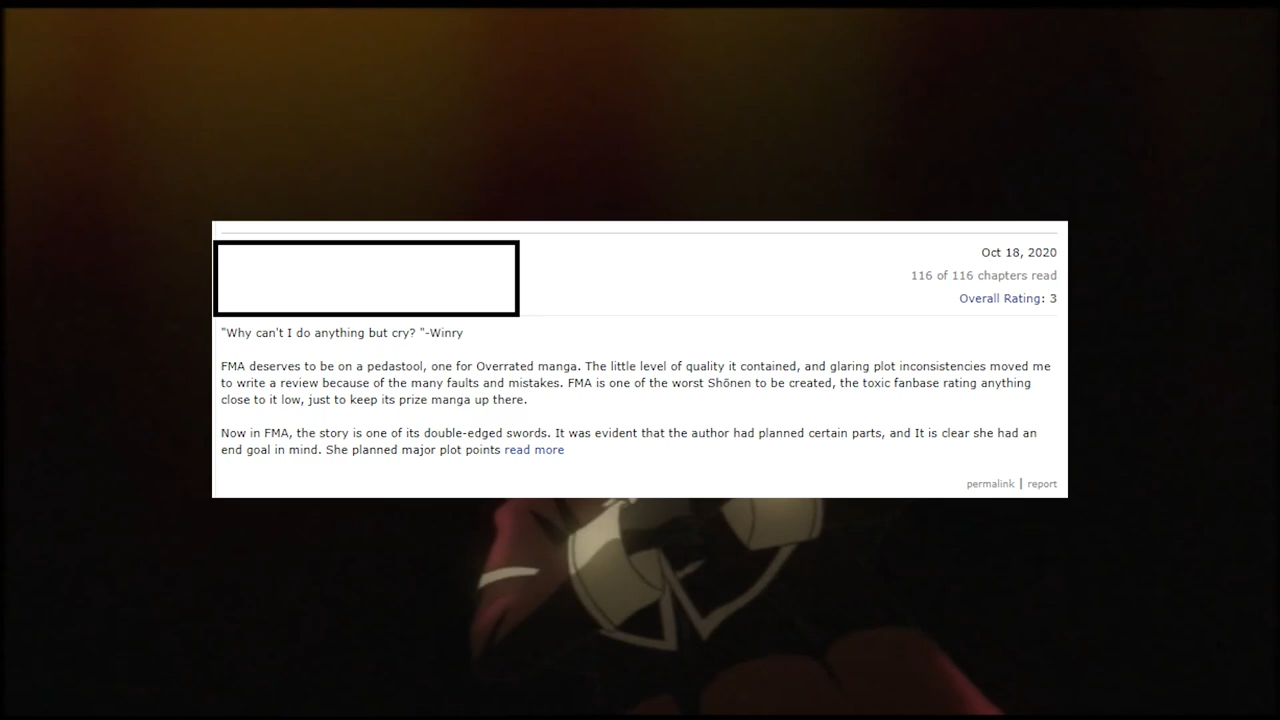 Oct 18, 2020
116 of 116 chapters read
Overall Rating: 3
"Why can't I do anything but cry? "-Winry
FMA deserves to be on a pedastool, one for Overrated manga. The little level of quality it contained, and glaring plot inconsistencies moved me
to write a review because of the many faults and mistakes. FMA is one of the worst Shōnen to be created, the toxic fanbase rating anything
close to it low, just to keep its prize manga up there.
Now in FMA, the story is one of its double-edged swords. It was evident that the author had planned certain parts, and It is clear she had an
end goal in mind. She planned major plot points read more
permalink | report